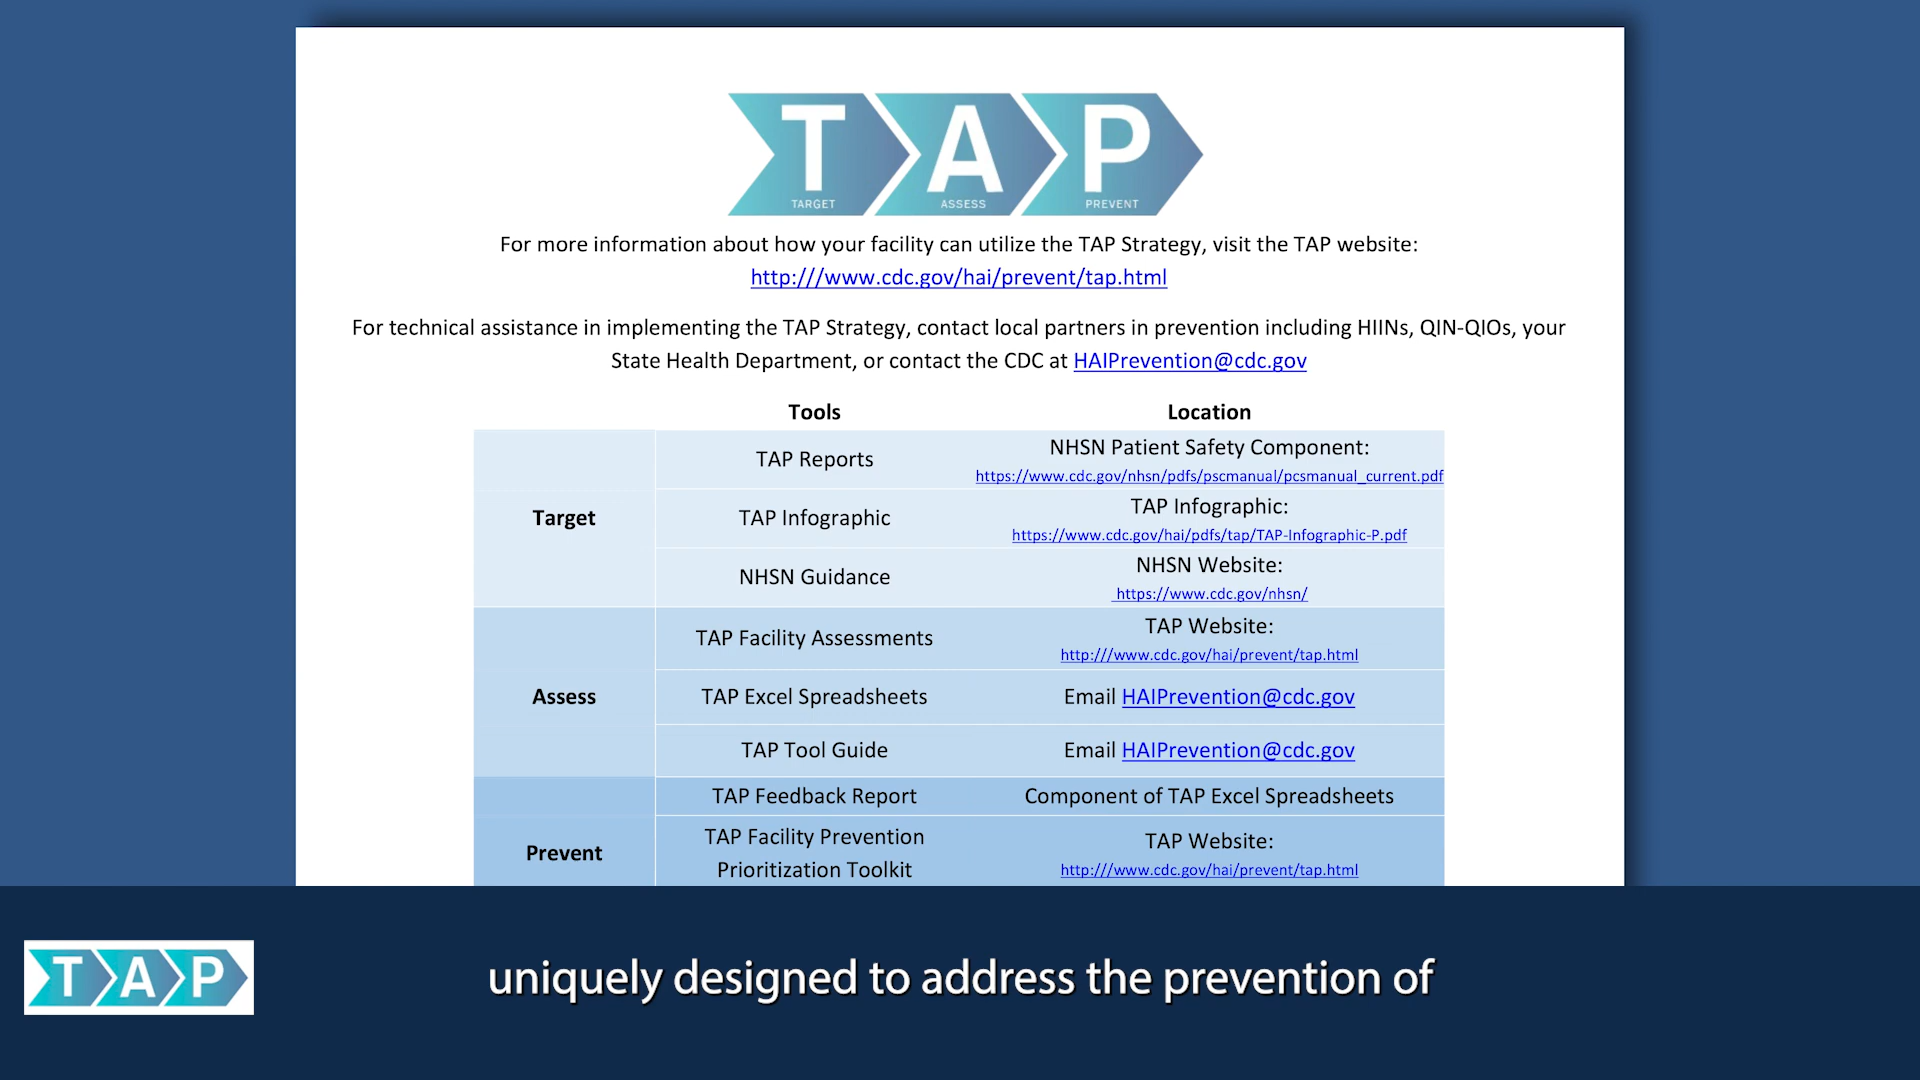 T A P
TARGET ASSESS PREVENT
For more information about how your facility can utilize the TAP Strategy, visit the TAP website:
http:///www.cdc.gov/hai/prevent/tap.html
For technical assistance in implementing the TAP Strategy, contact local partners in prevention including HIINs, QIN-QIOs, your
State Health Department, or contact the CDC at HAIPrevention@cdc.gov
Tools Location
Target
TAP Reports
NHSN Patient Safety Component:
https://www.cdc.gov/nhsn/pdfs/pscmanual/pcsmanual_current.pdf
TAP Infographic
TAP Infographic:
https://www.cdc.gov/hai/pdfs/tap/TAP-Infographic-P.pdf
NHSN Guidance
NHSN Website:
https://www.cdc.gov/nhsn/
Assess
TAP Facility Assessments
TAP Website:
http:///www.cdc.gov/hai/prevent/tap.html
TAP Excel Spreadsheets
Email HAIPrevention@cdc.gov
TAP Tool Guide
Email HAIPrevention@cdc.gov
Prevent
TAP Feedback Report
Component of TAP Excel Spreadsheets
TAP Facility Prevention
Prioritization Toolkit
TAP Website:
http:///www.cdc.gov/hai/prevent/tap.html
T A P
uniquely designed to address the prevention of